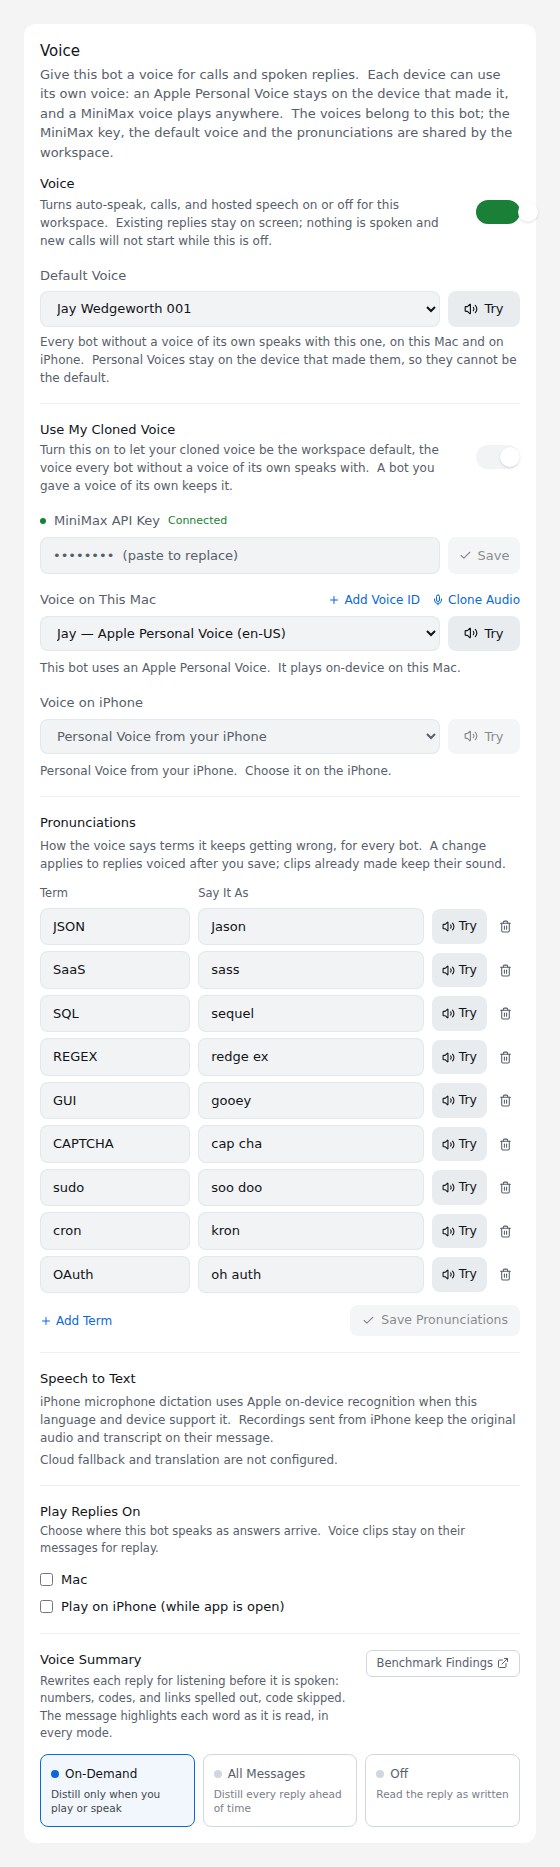 Voice
Give this bot a voice for calls and spoken replies.  Each device can use
its own voice: an Apple Personal Voice stays on the device that made it,
and a MiniMax voice plays anywhere.  The voices belong to this bot; the
MiniMax key, the default voice and the pronunciations are shared by the
workspace.
Voice
Turns auto-speak, calls, and hosted speech on or off for this
workspace.  Existing replies stay on screen; nothing is spoken and
new calls will not start while this is off.
Default Voice
Jay Wedgeworth 001
Try
Every bot without a voice of its own speaks with this one, on this Mac and on
iPhone.  Personal Voices stay on the device that made them, so they cannot be
the default.
Use My Cloned Voice
Turn this on to let your cloned voice be the workspace default, the
voice every bot without a voice of its own speaks with.  A bot you
gave a voice of its own keeps it.
MiniMax API Key Connected
•••••••• (paste to replace)
Save
Voice on This Mac
+ Add Voice ID
Clone Audio
Jay — Apple Personal Voice (en-US)
Try
This bot uses an Apple Personal Voice.  It plays on-device on this Mac.
Voice on iPhone
Personal Voice from your iPhone
Try
Personal Voice from your iPhone.  Choose it on the iPhone.
Pronunciations
How the voice says terms it keeps getting wrong, for every bot.  A change
applies to replies voiced after you save; clips already made keep their sound.
Term Say It As
JSON Jason Try
SaaS sass Try
SQL sequel Try
REGEX redge ex Try
GUI gooey Try
CAPTCHA cap cha Try
sudo soo doo Try
cron kron Try
OAuth oh auth Try
+ Add Term
Save Pronunciations
Speech to Text
iPhone microphone dictation uses Apple on-device recognition when this
language and device support it.  Recordings sent from iPhone keep the original
audio and transcript on their message.
Cloud fallback and translation are not configured.
Play Replies On
Choose where this bot speaks as answers arrive.  Voice clips stay on their
messages for replay.
Mac
Play on iPhone (while app is open)
Voice Summary
Benchmark Findings
Rewrites each reply for listening before it is spoken:
numbers, codes, and links spelled out, code skipped.
The message highlights each word as it is read, in
every mode.
On-Demand
Distill only when you
play or speak
All Messages
Distill every reply ahead
of time
Off
Read the reply as written